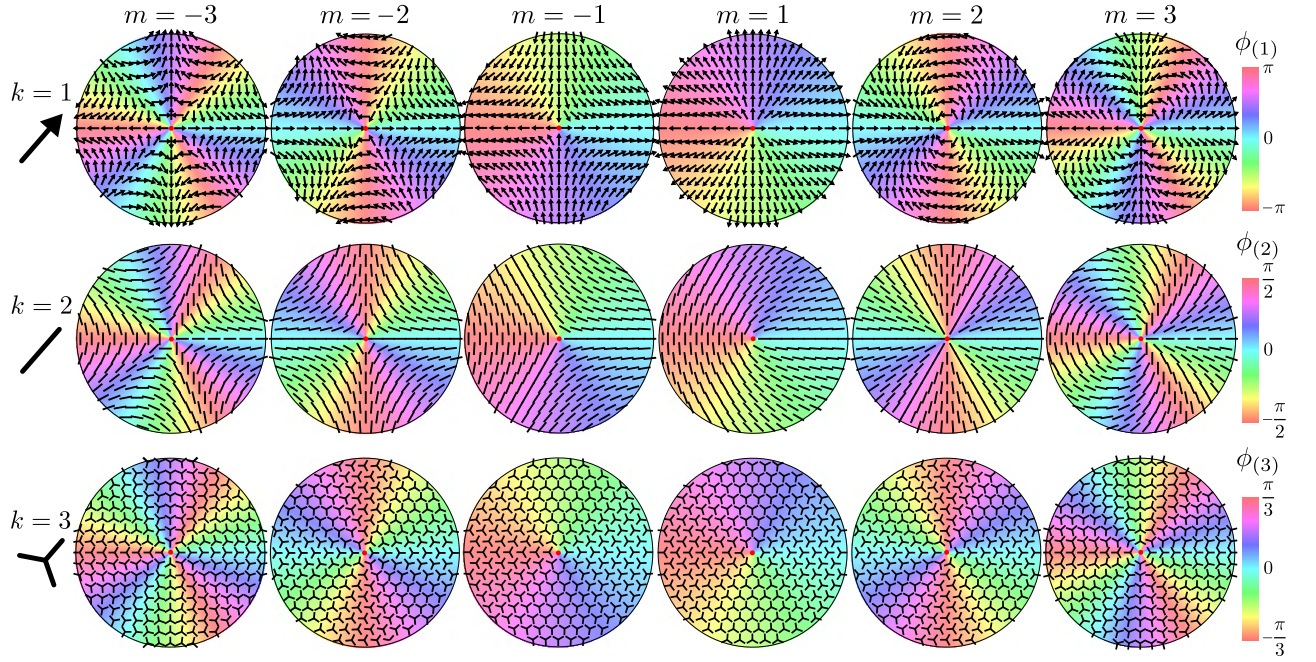 m = −3 m = −2 m = −1 m = 1 m = 2 m = 3
k = 1
ϕ(1)
π
0
−π
k = 2
ϕ(2)
π/2
0
−π/2
k = 3
ϕ(3)
π/3
0
−π/3